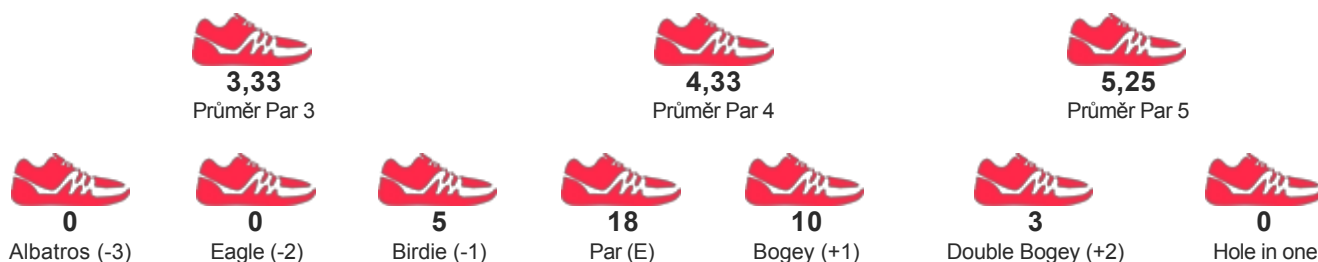 3,33 4,33 5,25
Průměr Par 3 Průměr Par 4 Průměr Par 5
0 0 5 18 10 3 0
Albatros (-3) Eagle (-2) Birdie (-1) Par (E) Bogey (+1) Double Bogey (+2) Hole in one